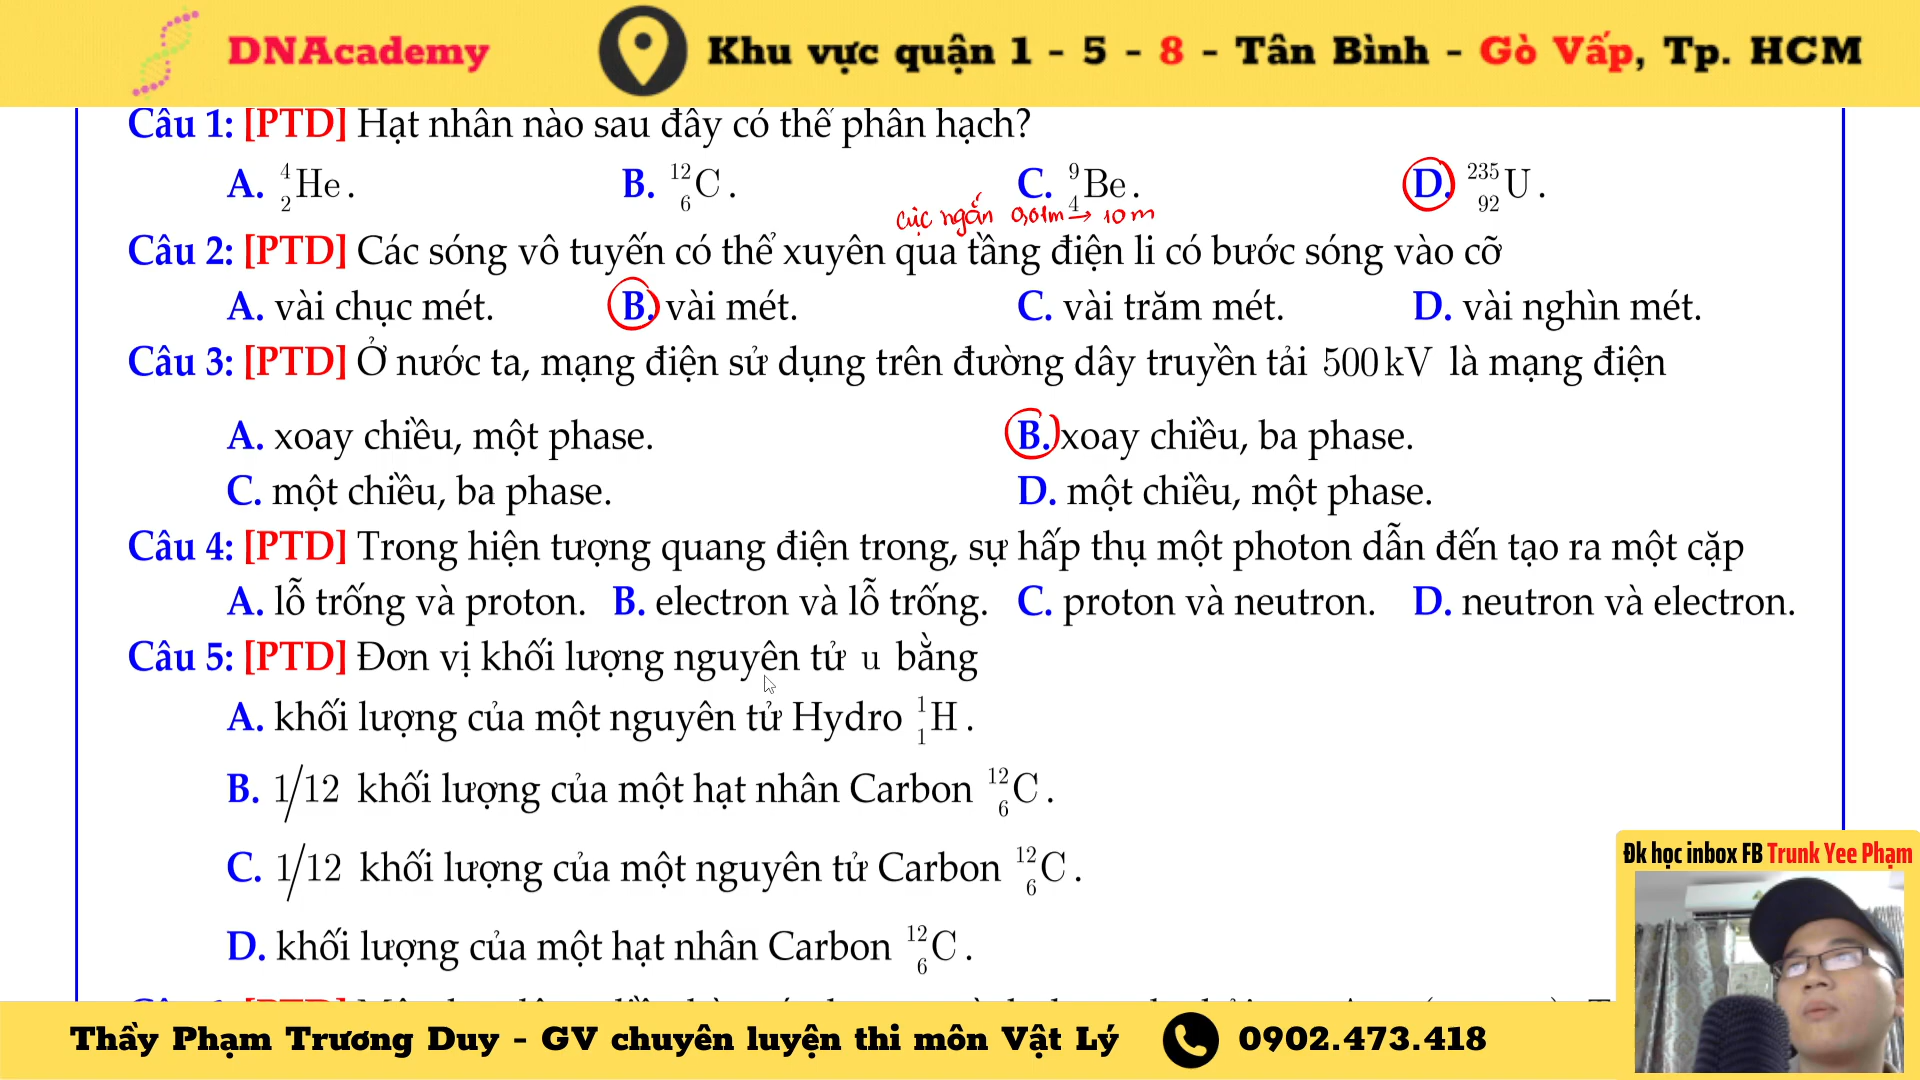 DNAcademy
Khu vực quận 1 - 5 - 8 - Tân Bình - Gò Vấp, Tp. HCM
Câu 1: [PTD] Hạt nhân nào sau đây có thể phân hạch?
A. ⁴₂He. B. ¹²₆C. C. ⁹₄Be. D. ²³⁵₉₂U.
cực ngắn 0,01m → 10m
Câu 2: [PTD] Các sóng vô tuyến có thể xuyên qua tầng điện li có bước sóng vào cỡ
A. vài chục mét. B. vài mét. C. vài trăm mét. D. vài nghìn mét.
Câu 3: [PTD] Ở nước ta, mạng điện sử dụng trên đường dây truyền tải 500 kV là mạng điện
A. xoay chiều, một phase. B. xoay chiều, ba phase.
C. một chiều, ba phase. D. một chiều, một phase.
Câu 4: [PTD] Trong hiện tượng quang điện trong, sự hấp thụ một photon dẫn đến tạo ra một cặp
A. lỗ trống và proton. B. electron và lỗ trống. C. proton và neutron. D. neutron và electron.
Câu 5: [PTD] Đơn vị khối lượng nguyên tử u bằng
A. khối lượng của một nguyên tử Hydro ¹₁H.
B. 1/12 khối lượng của một hạt nhân Carbon ¹²₆C.
C. 1/12 khối lượng của một nguyên tử Carbon ¹²₆C.
D. khối lượng của một hạt nhân Carbon ¹²₆C.
Đk học inbox FB Trunk Yee Phạm
Thầy Phạm Trương Duy - GV chuyên luyện thi môn Vật Lý 0902.473.418